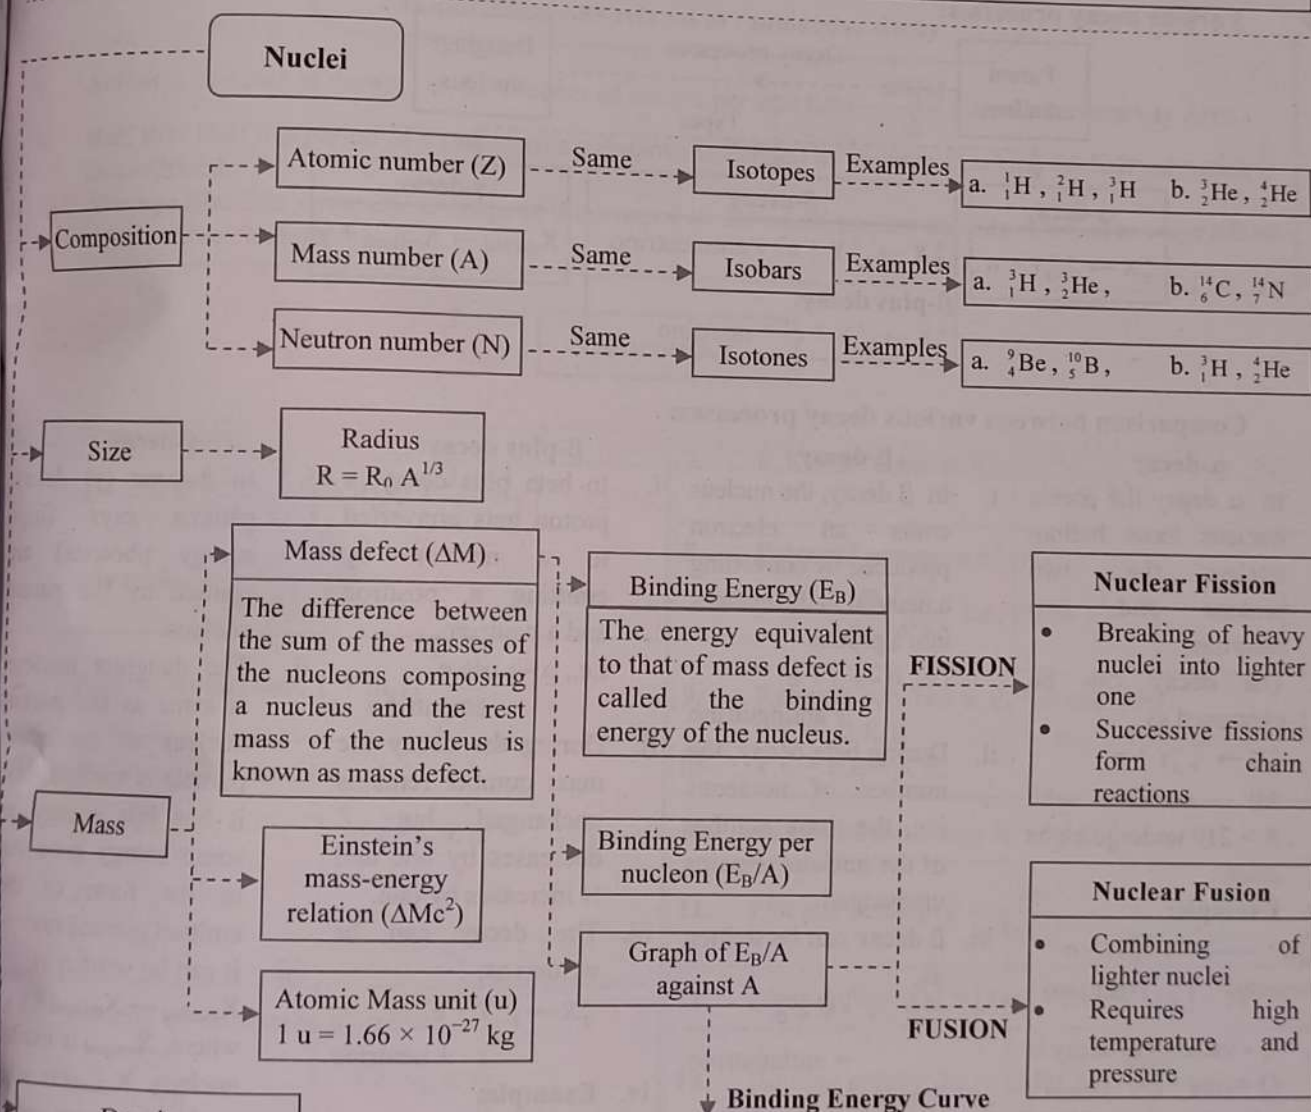 Nuclei
Composition
Atomic number (Z)
Same
Isotopes
Examples
a. ¹₁H , ²₁H , ³₁H b. ³₂He , ⁴₂He
Mass number (A)
Same
Isobars
Examples
a. ³₁H , ³₂He , b. ¹⁴₆C , ¹⁴₇N
Neutron number (N)
Same
Isotones
Examples
a. ⁹₄Be , ¹⁰₅B , b. ³₁H , ⁴₂He
Size
Radius
R = R₀ A^1/3
Mass
Mass defect (ΔM)
The difference between
the sum of the masses of
the nucleons composing
a nucleus and the rest
mass of the nucleus is
known as mass defect.
Einstein's
mass-energy
relation (ΔMc²)
Atomic Mass unit (u)
1 u = 1.66 × 10⁻²⁷ kg
Binding Energy (E_B)
The energy equivalent
to that of mass defect is
called the binding
energy of the nucleus.
Binding Energy per
nucleon (E_B/A)
Graph of E_B/A
against A
Binding Energy Curve
FISSION
Nuclear Fission
• Breaking of heavy
nuclei into lighter
one
• Successive fissions
form chain
reactions
FUSION
Nuclear Fusion
• Combining of
lighter nuclei
• Requires high
temperature and
pressure